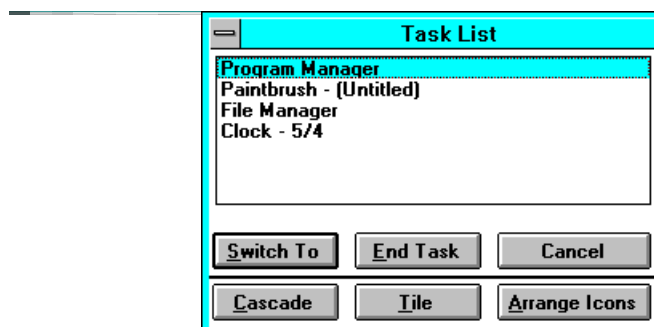 Task List
Program Manager
Paintbrush - (Untitled)
File Manager
Clock - 5/4
Switch To End Task Cancel
Cascade Tile Arrange Icons